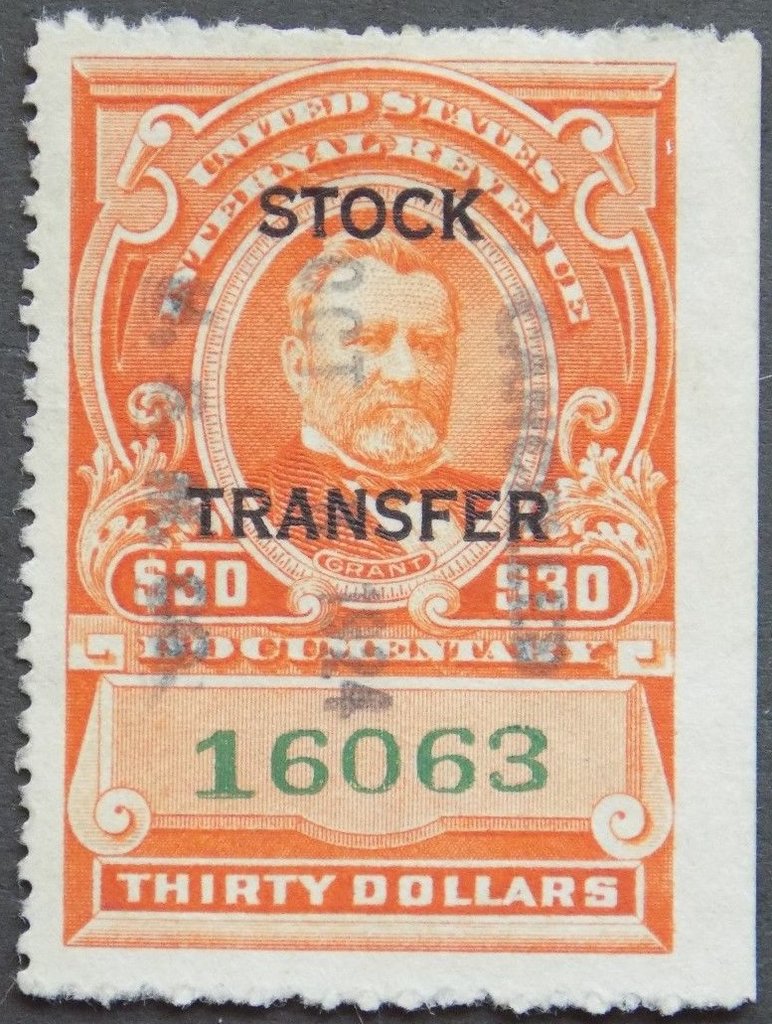 UNITED STATES
INTERNAL REVENUE
STOCK
TRANSFER
GRANT
$30 $30
DOCUMENTARY
16063
THIRTY DOLLARS